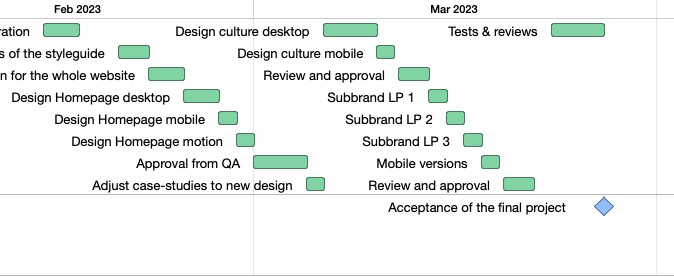 Feb 2023 Mar 2023
ration Design culture desktop Tests & reviews
s of the styleguide Design culture mobile
n for the whole website Review and approval
Design Homepage desktop Subbrand LP 1
Design Homepage mobile Subbrand LP 2
Design Homepage motion Subbrand LP 3
Approval from QA Mobile versions
Adjust case-studies to new design Review and approval
Acceptance of the final project